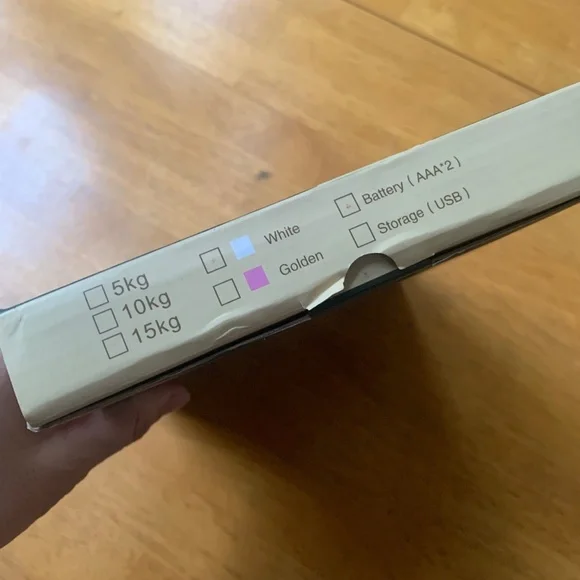 5kg
10kg
15kg
White
Golden
Battery ( AAA*2 )
Storage ( USB )